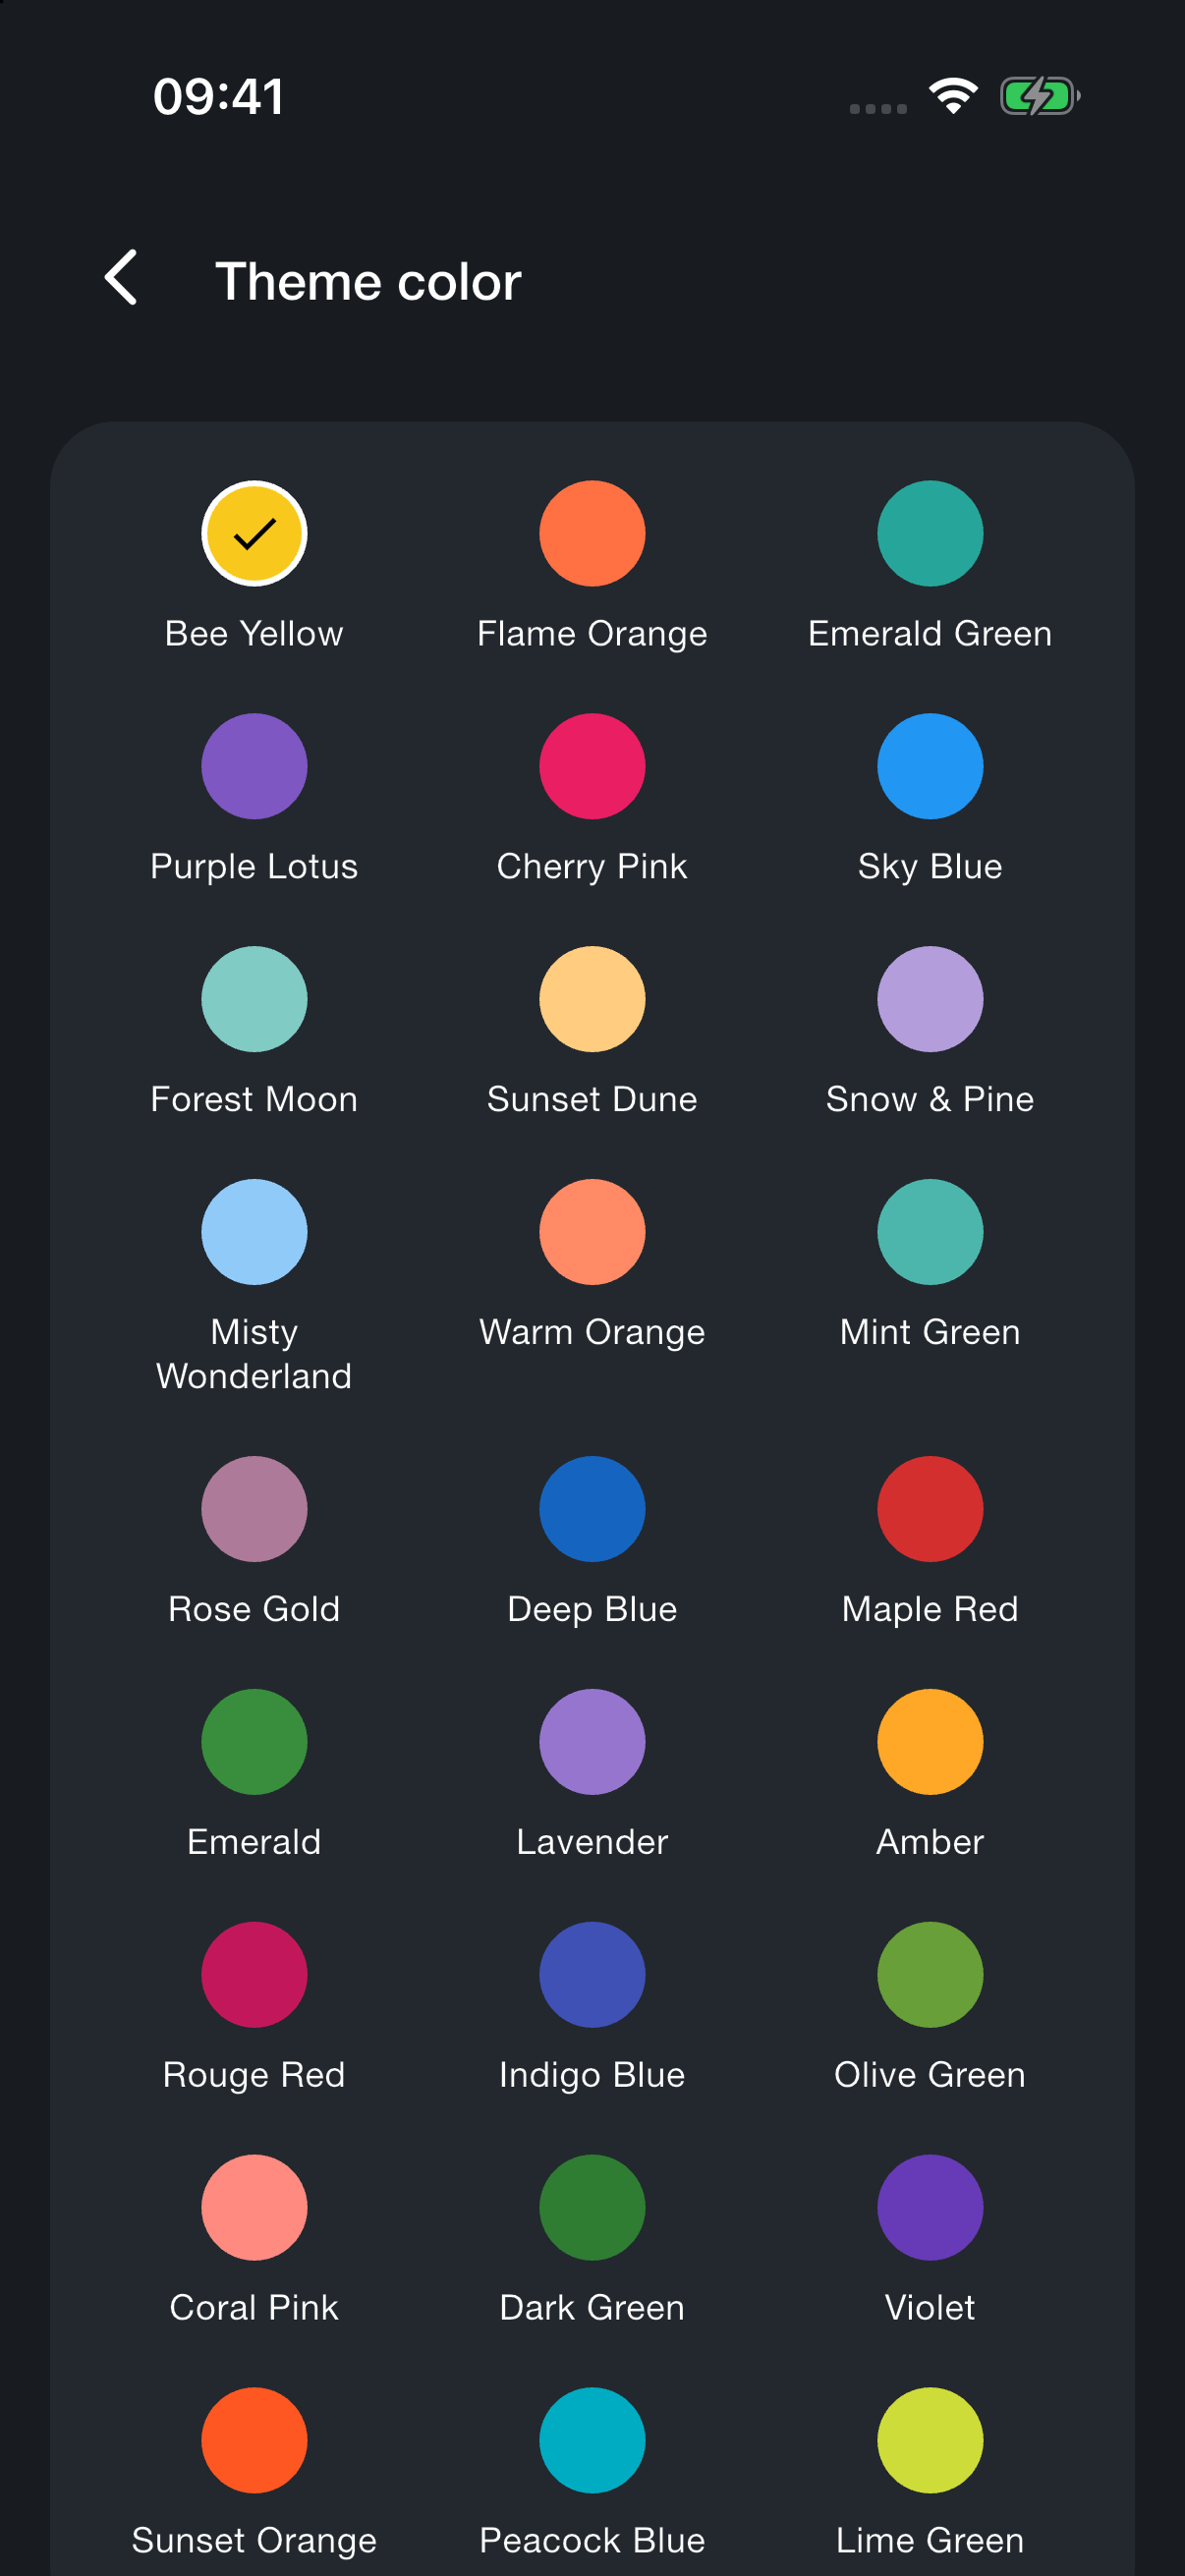 09:41
Theme color
Bee Yellow
Flame Orange
Emerald Green
Purple Lotus
Cherry Pink
Sky Blue
Forest Moon
Sunset Dune
Snow & Pine
Misty
Wonderland
Warm Orange
Mint Green
Rose Gold
Deep Blue
Maple Red
Emerald
Lavender
Amber
Rouge Red
Indigo Blue
Olive Green
Coral Pink
Dark Green
Violet
Sunset Orange
Peacock Blue
Lime Green